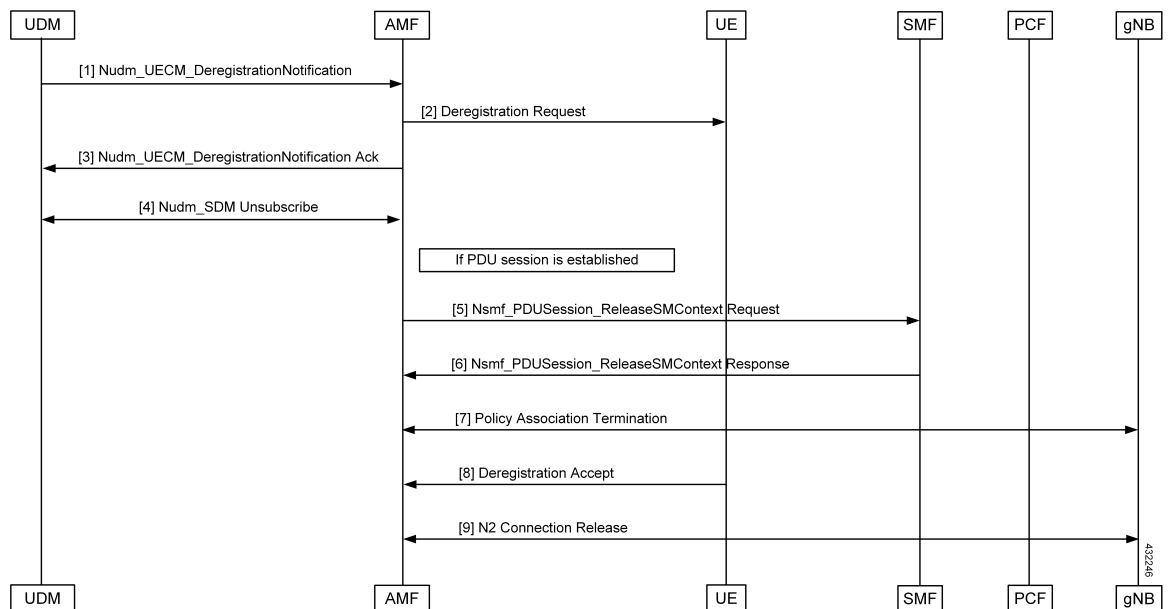 UDM AMF UE SMF PCF gNB
[1] Nudm_UECM_DeregistrationNotification
[2] Deregistration Request
[3] Nudm_UECM_DeregistrationNotification Ack
[4] Nudm_SDM Unsubscribe
If PDU session is established
[5] Nsmf_PDUSession_ReleaseSMContext Request
[6] Nsmf_PDUSession_ReleaseSMContext Response
[7] Policy Association Termination
[8] Deregistration Accept
[9] N2 Connection Release
432246
UDM AMF UE SMF PCF gNB